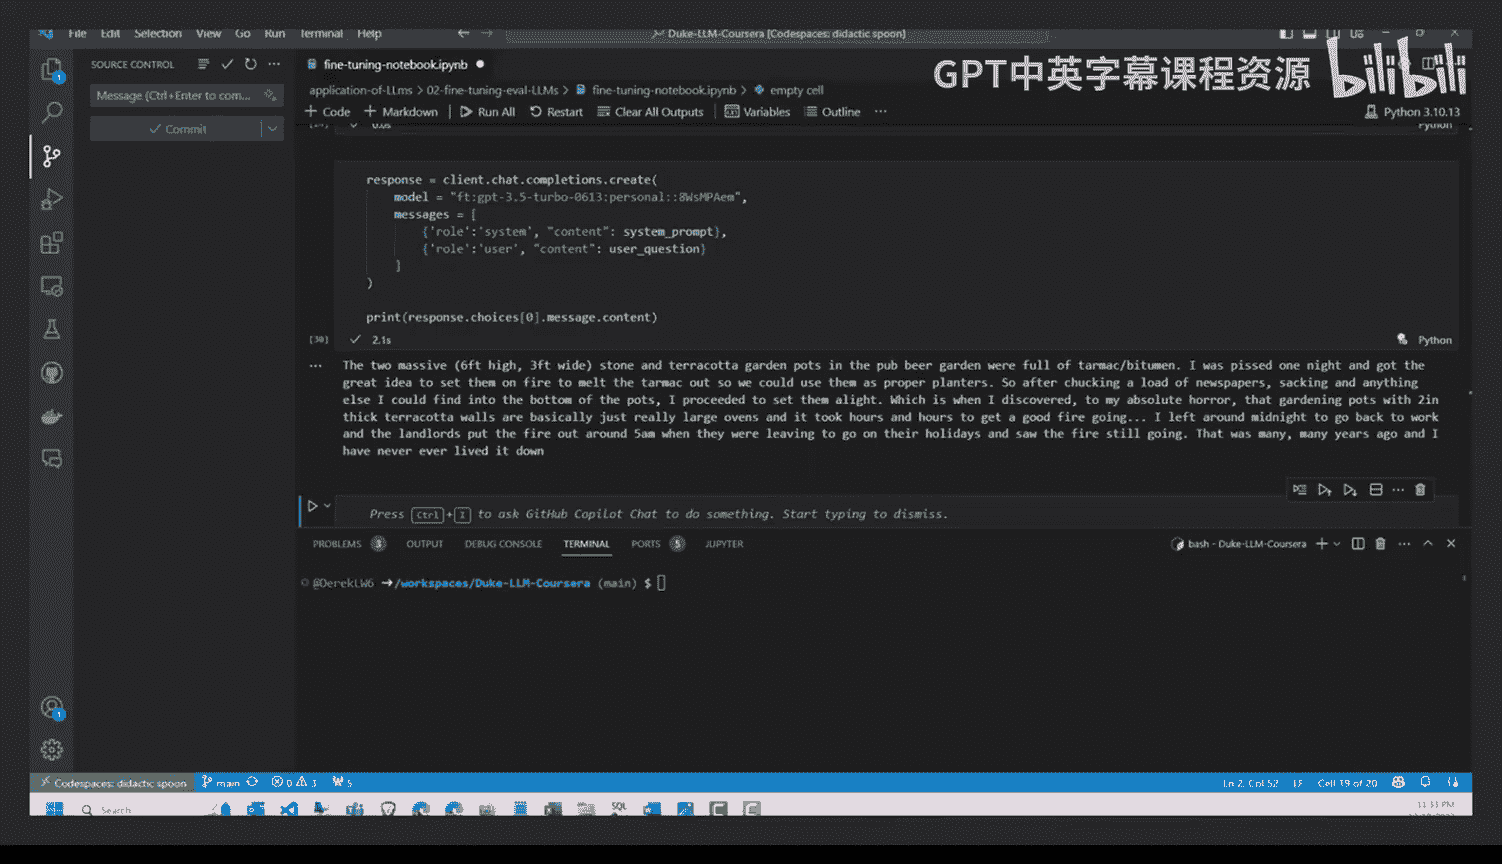 File Edit Selection View Go Run Terminal Help
Duke-LLM-Coursera [Codespaces: didactic spoon]
GPT中英字幕课程资源 bilibili
SOURCE CONTROL
fine-tuning-notebook.ipynb
application-of-LLms > 02-fine-tuning-eval-LLMs > fine-tuning-notebook.ipynb > empty cell
Message (Ctrl+Enter to com...
Commit
+ Code + Markdown Run All Restart Clear All Outputs Variables Outline ...
Python 3.10.13
Python
response = client.chat.completions.create(
model = "ft:gpt-3.5-turbo-0613:personal::8WsMPAem",
messages = [
{'role':'system', "content": system_prompt},
{'role':'user', "content": user_question}
]
)
print(response.choices[0].message.content)
[30] 2.1s
Python
The two massive (6ft high, 3ft wide) stone and terracotta garden pots in the pub beer garden were full of tarmac/bitumen. I was pissed one night and got the
great idea to set them on fire to melt the tarmac out so we could use them as proper planters. So after chucking a load of newspapers, sacking and anything
else I could find into the bottom of the pots, I proceeded to set them alight. Which is when I discovered, to my absolute horror, that gardening pots with 2in
thick terracotta walls are basically just really large ovens and it took hours and hours to get a good fire going... I left around midnight to go back to work
and the landlords put the fire out around 5am when they were leaving to go on their holidays and saw the fire still going. That was many, many years ago and I
have never ever lived it down
Press Ctrl+I to ask GitHub Copilot Chat to do something. Start typing to dismiss.
PROBLEMS 3 OUTPUT DEBUG CONSOLE TERMINAL PORTS 5 JUPYTER
bash - Duke-LLM-Coursera
@DerekLW6 ➜/workspaces/Duke-LLM-Coursera (main) $
Codespaces: didactic spoon main 0 3 5
Ln 2, Col 52 Cell 19 of 20
Search
SQL
11:33 PM